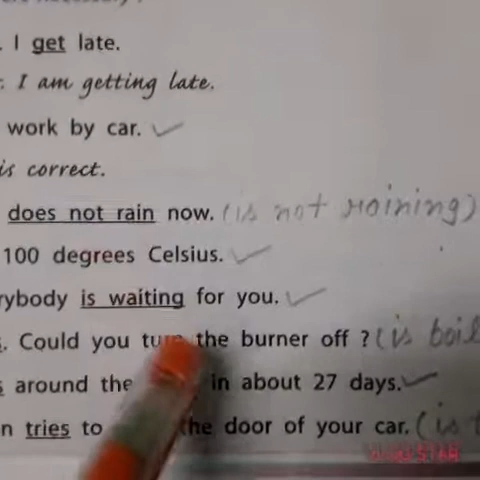 . I get late.
I am getting late.
work by car.
is correct.
does not rain now. (is not raining)
100 degrees Celsius.
rybody is waiting for you.
. Could you turn the burner off ? (is boil
s around the in about 27 days.
n tries to the door of your car. (is t